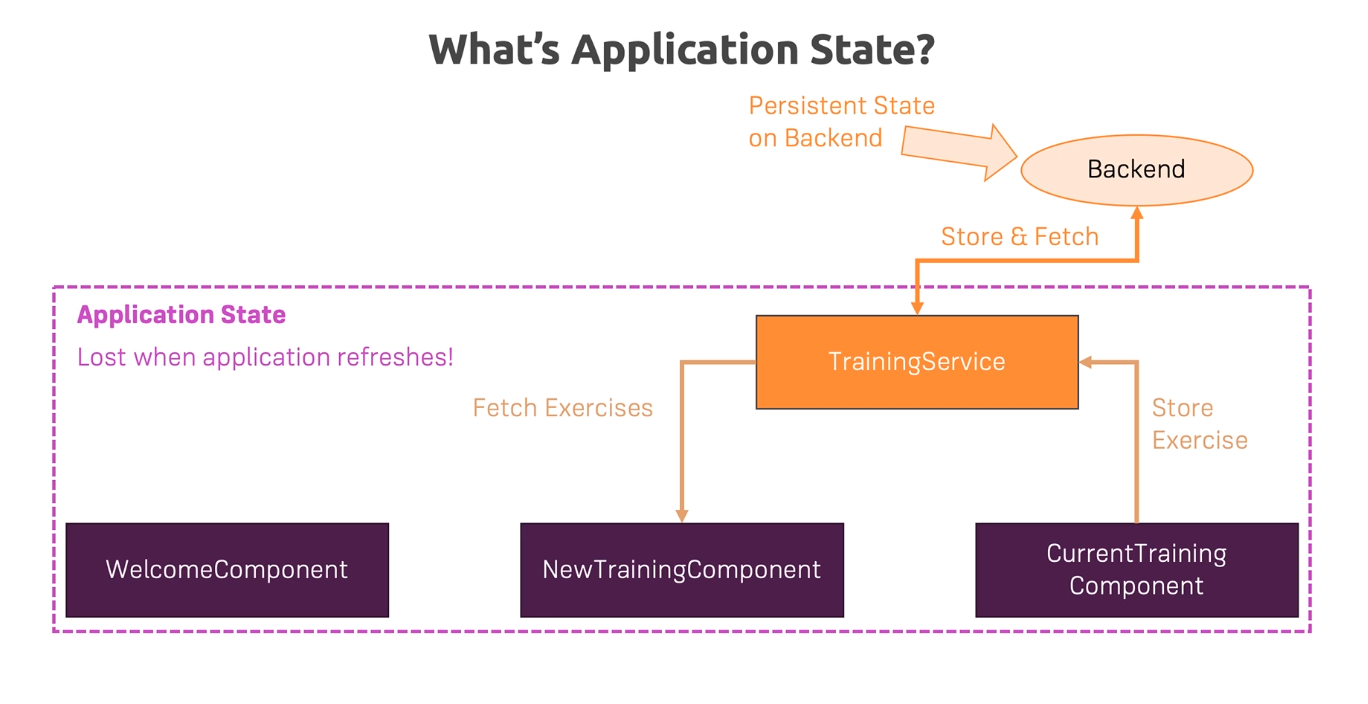 What’s Application State?
Persistent State
on Backend
Backend
Store & Fetch
Application State
Lost when application refreshes!
TrainingService
Fetch Exercises
Store
Exercise
WelcomeComponent
NewTrainingComponent
CurrentTraining
Component